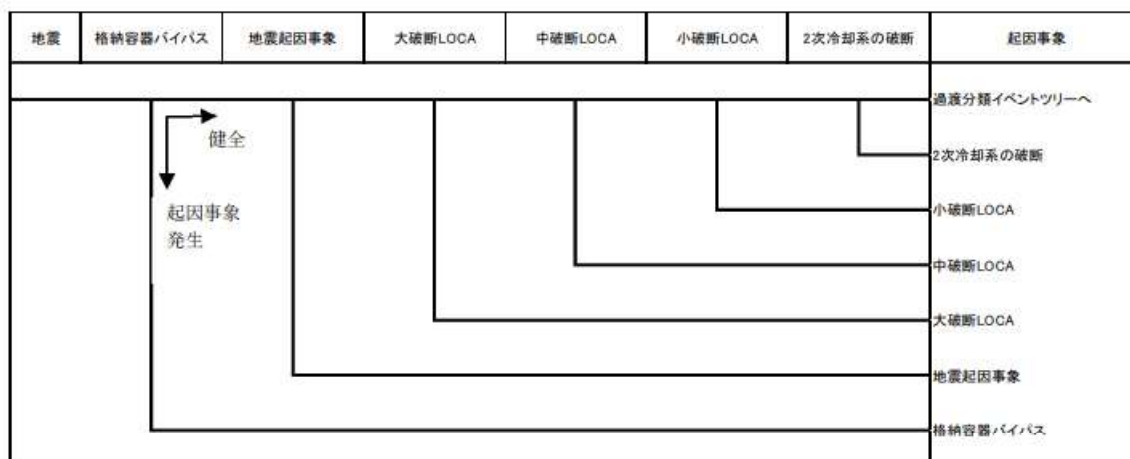 地震 格納容器バイパス 地震起因事象 大破断LOCA 中破断LOCA 小破断LOCA 2次冷却系の破断 起因事象
過渡分類イベントツリーへ
健全
2次冷却系の破断
起因事象
発生
小破断LOCA
中破断LOCA
大破断LOCA
地震起因事象
格納容器バイパス